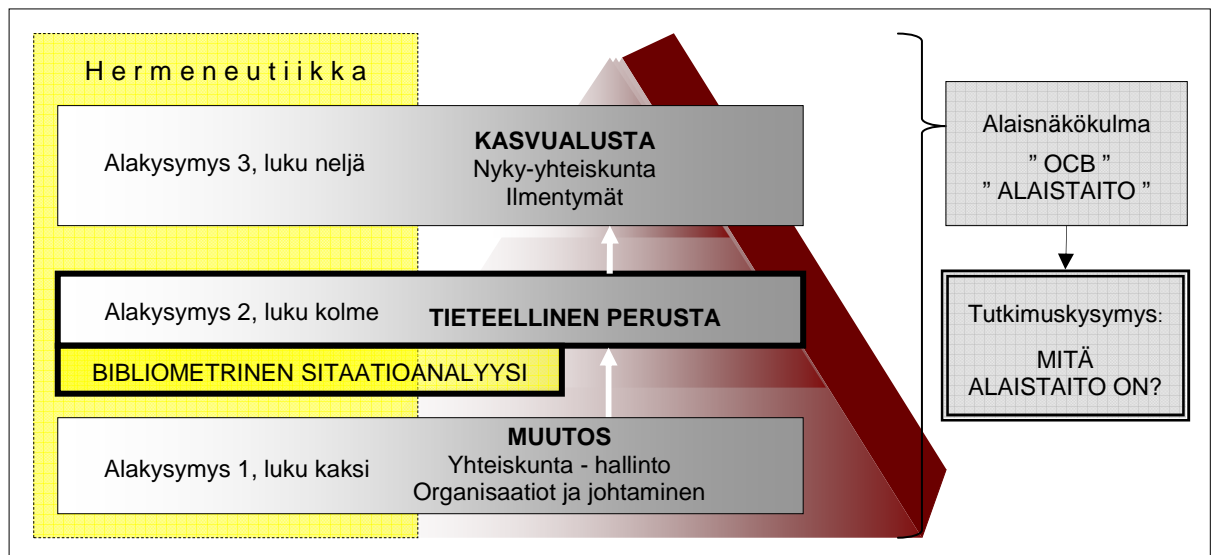 Hermeneutiikka
Alakysymys 3, luku neljä
KASVUALUSTA
Nyky-yhteiskunta
Ilmentymät
Alakysymys 2, luku kolme
TIETEELLINEN PERUSTA
BIBLIOMETRINEN SITAATIOANALYYSI
Alakysymys 1, luku kaksi
MUUTOS
Yhteiskunta - hallinto
Organisaatiot ja johtaminen
Alaisnäkökulma
” OCB ”
” ALAISTAITO ”
Tutkimuskysymys:
MITÄ
ALAISTAITO ON?